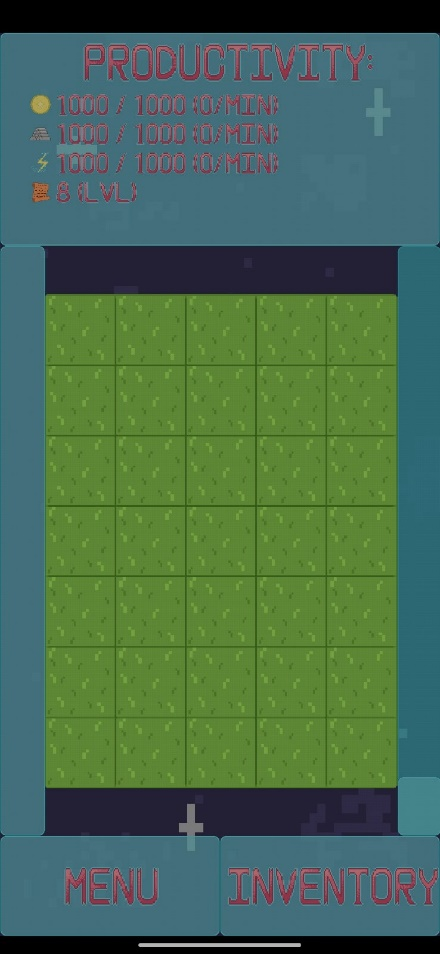 PRODUCTIVITY:
1000 / 1000 (0/MIN)
1000 / 1000 (0/MIN)
1000 / 1000 (0/MIN)
8 (LVL)
MENU
INVENTORY